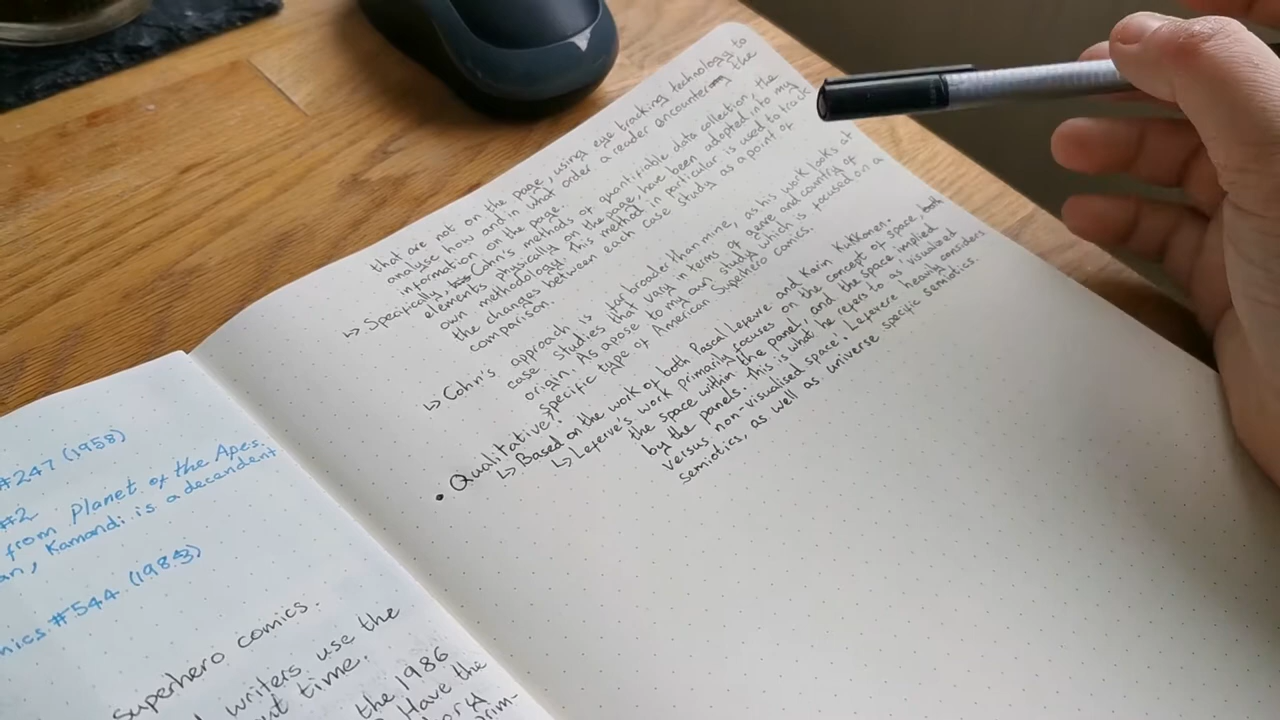 #247 (1958)
#2
from Planet of the Apes.
an, Kamandi is a decendent
mics #544 (1983)
Superhero comics.
writers use the
out time.
the 1986
Have the
that are not on the page, using eye tracking technology to
analyse how and in what order a reader encounter the
information on the page.
↳ Specifically Cohn's methods of quantifiable data collection, the
elements physically on the page, have been adopted into my
own methodology. this method in particular is used to track
the changes between each case study as a point of
comparison.
↳ Cohn's approach is far broader than mine, as his work looks at
case studies that vary in terms of genre and country of
origin. As apose to my own study which is focused on a
specific type of American Superhero comics.
• Qualitative:
↳ Based on the work of both Pascal Lefevre and Karin Kukkonen.
↳ Leferve's work primarily focuses on the concept of space, both
the space within the panel, and the space implied
by the panels. This is what he refers to as 'visualized
versus non-visualised space'. Lefevere heavily considers
semiotics, as well as universe specific semiotics.